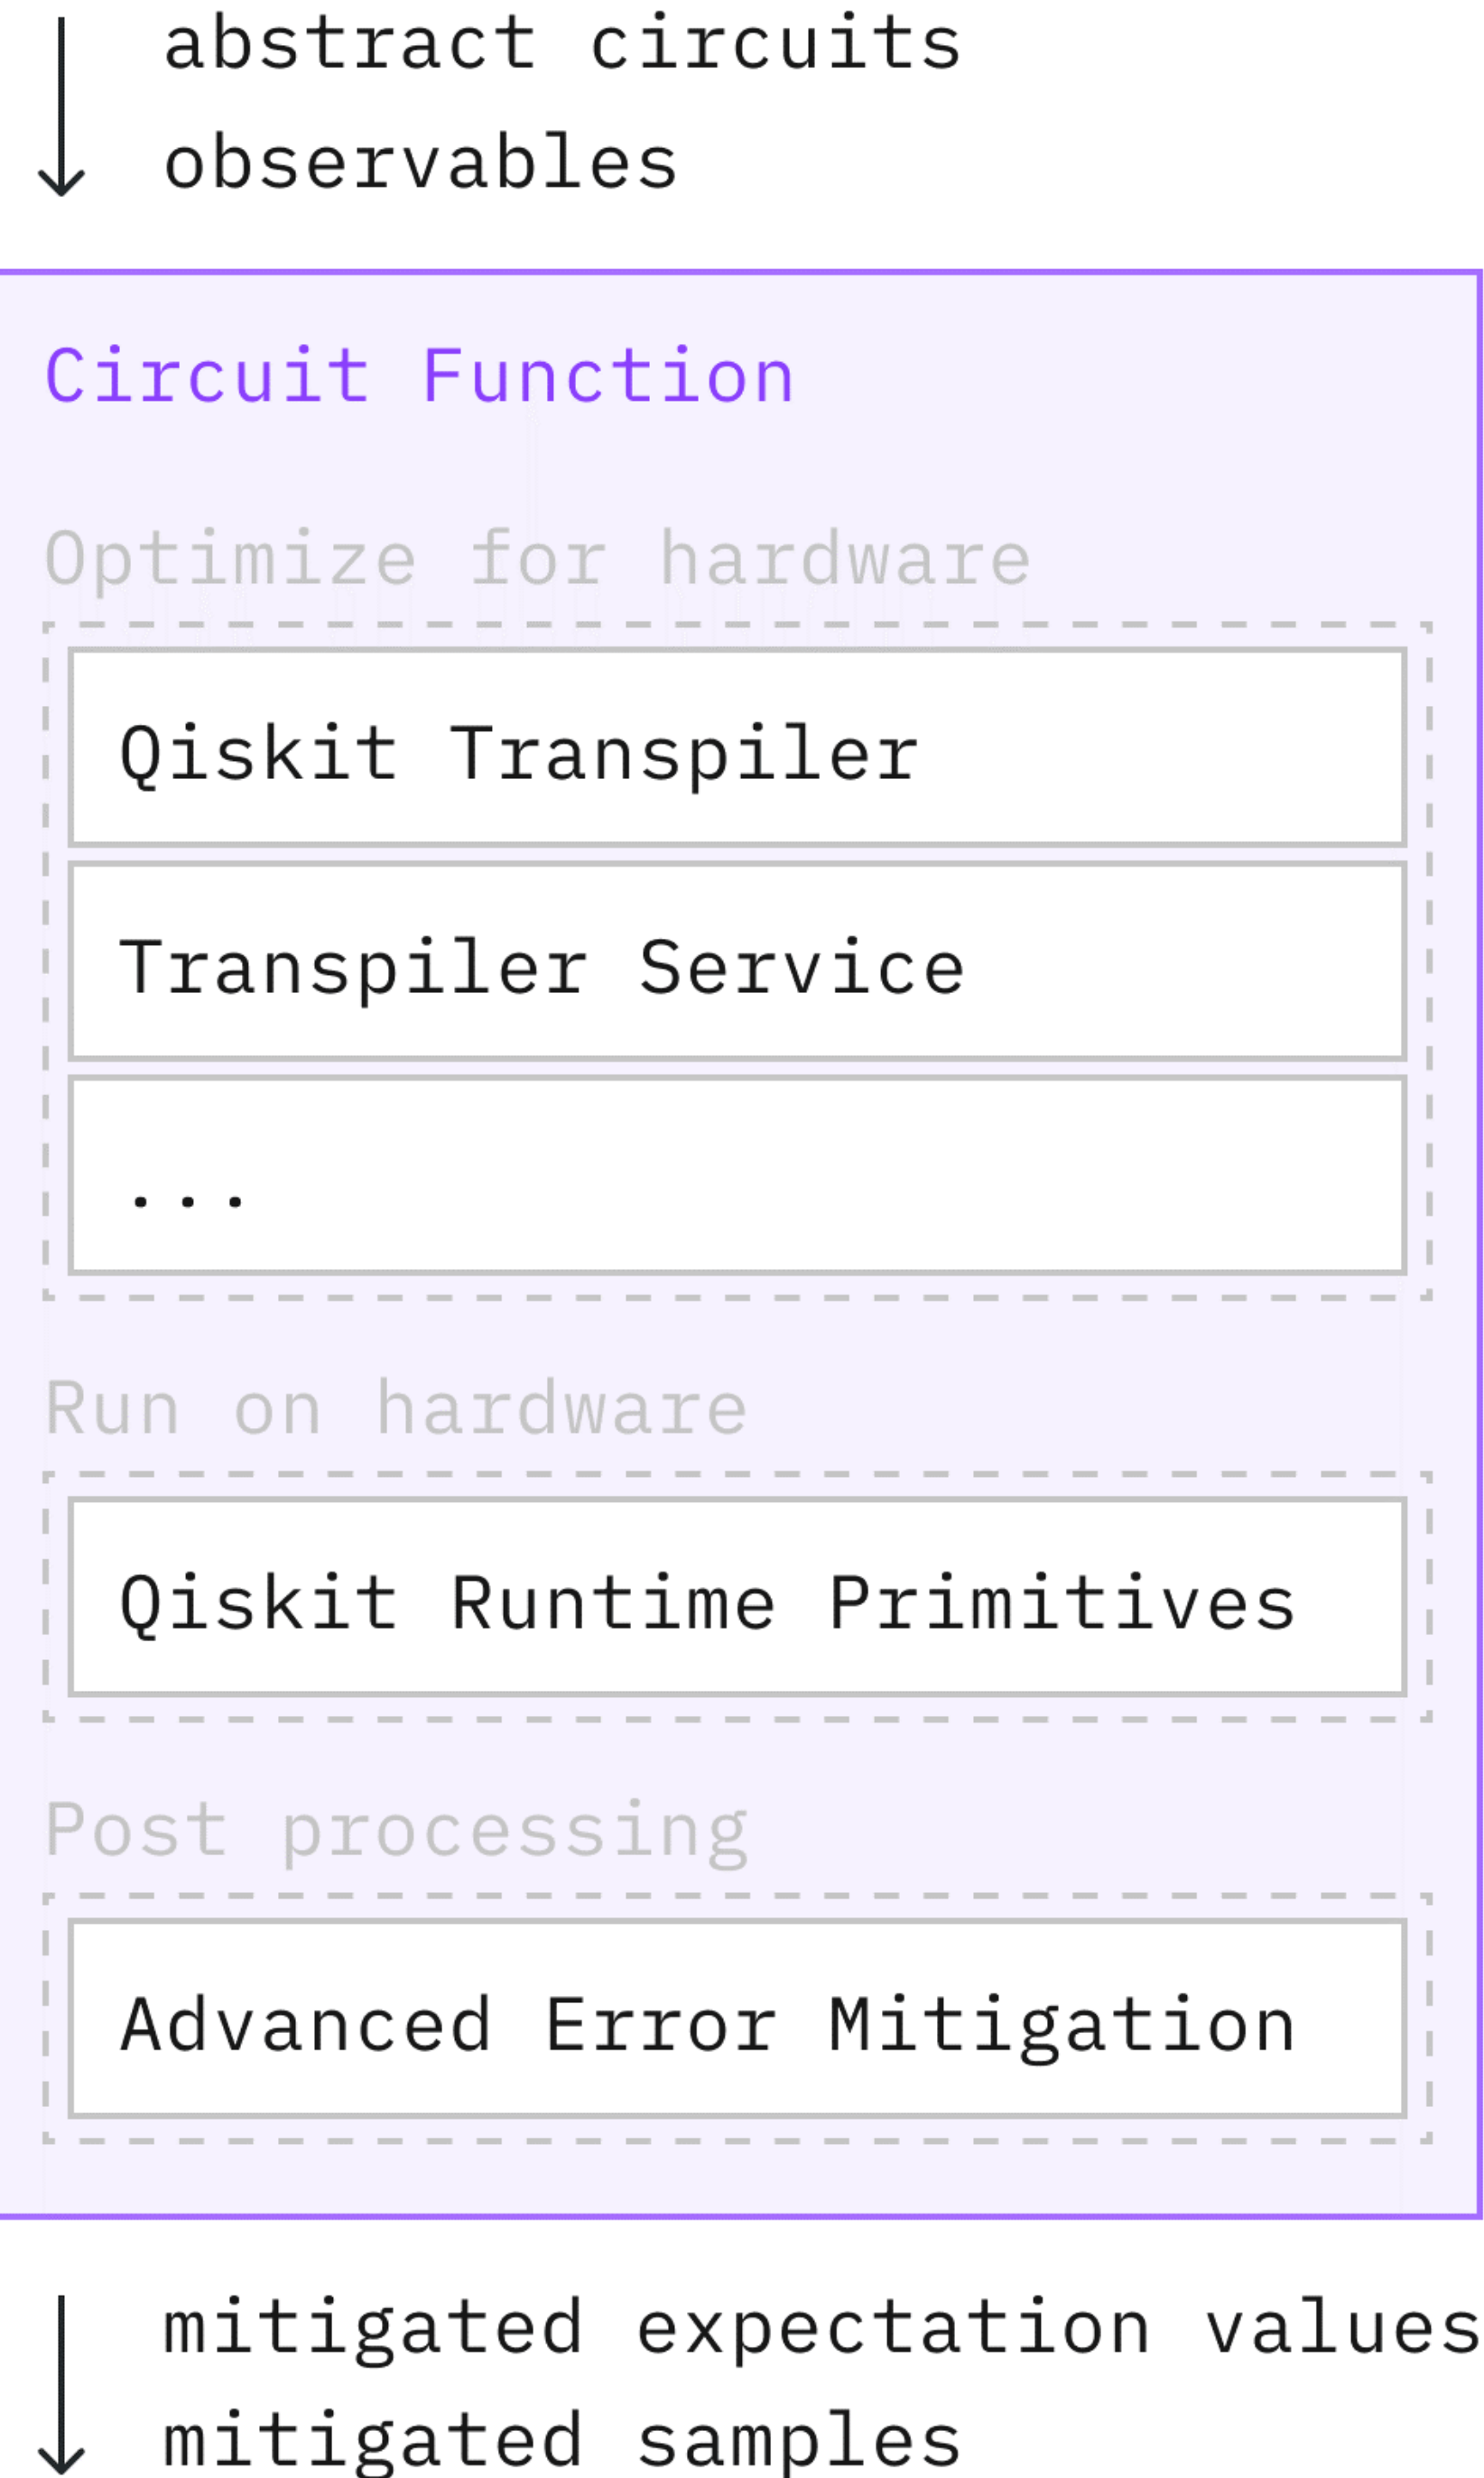 abstract circuits
observables
Circuit Function
Optimize for hardware
Qiskit Transpiler
Transpiler Service
...
Run on hardware
Qiskit Runtime Primitives
Post processing
Advanced Error Mitigation
mitigated expectation values
mitigated samples